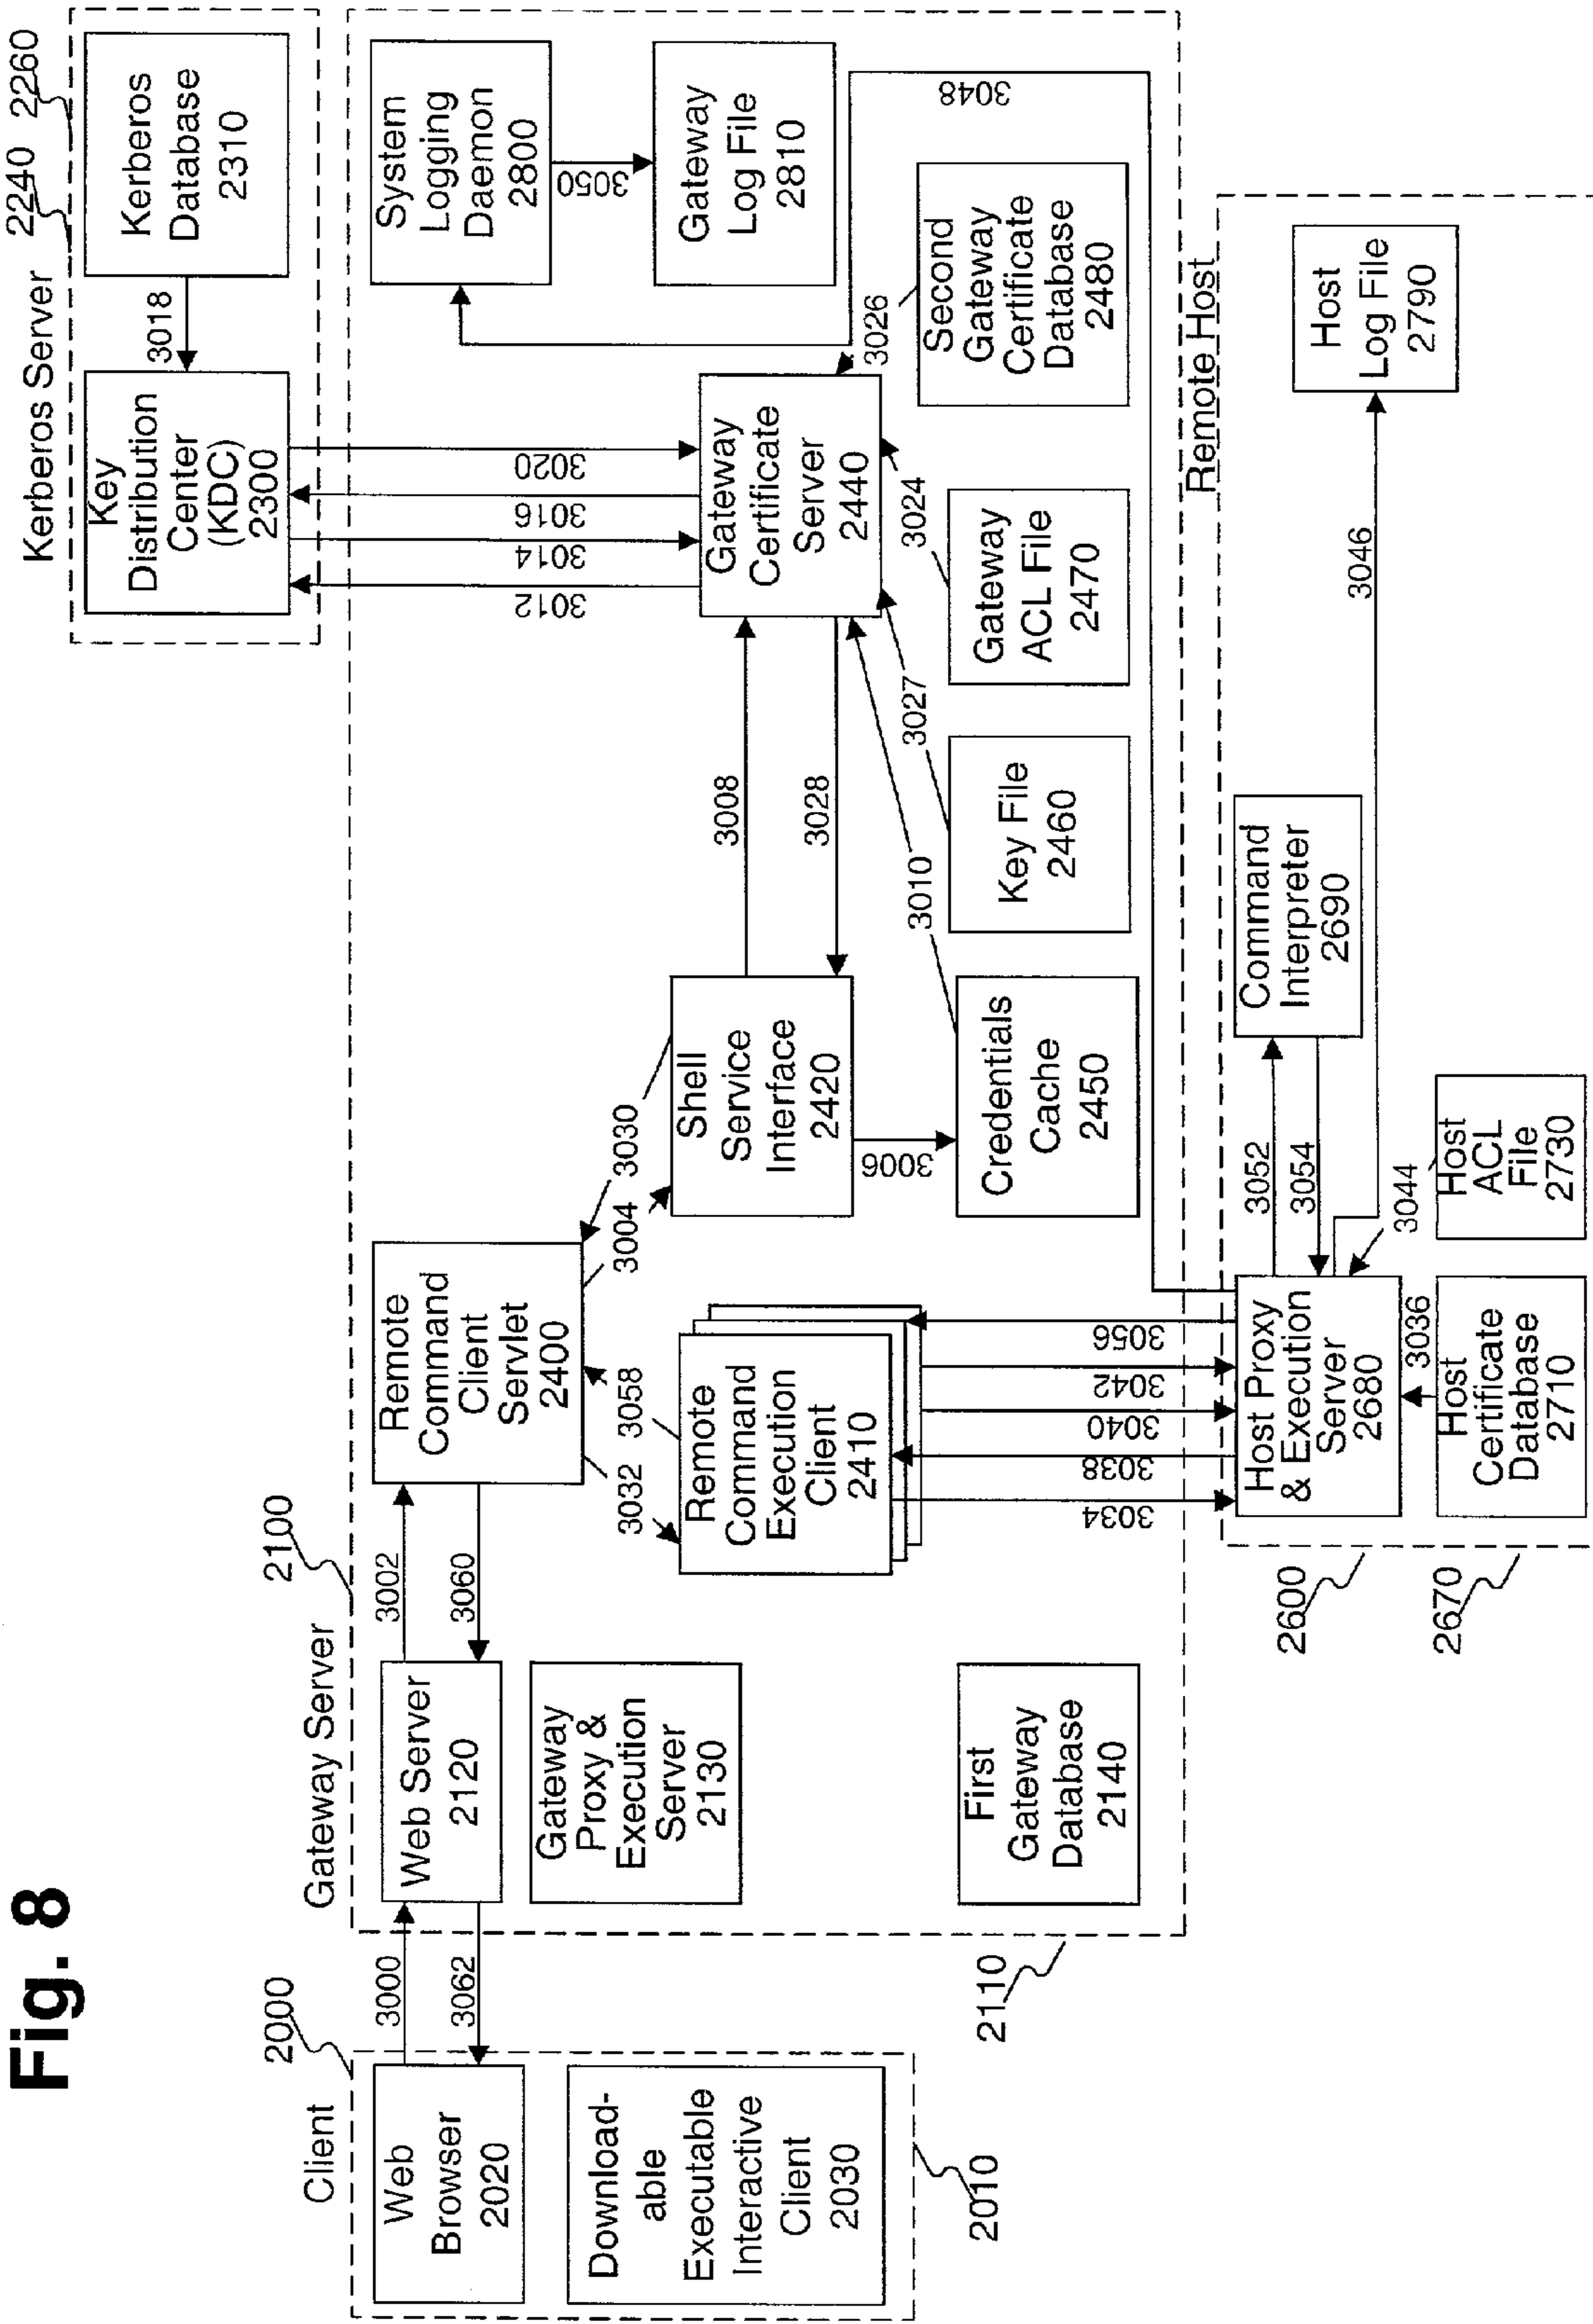 Fig. 8
Client
2000
Web
Browser
2020
Download-
able
Executable
Interactive
Client
2030
2010
3000
3062
Gateway Server
2100
Web Server
2120
Gateway
Proxy &
Execution
Server
2130
First
Gateway
Database
2140
2110
3002
3060
Remote
Command
Client
Servlet
2400
3032
3058
3004
3030
Remote
Command
Execution
Client
2410
Shell
Service
Interface
2420
3006
Credentials
Cache
2450
3008
3028
3010
Key File
2460
3027
Gateway
ACL File
2470
3024
Gateway
Certificate
Server
2440
3026
Second
Gateway
Certificate
Database
2480
3012
3014
3016
3020
Kerberos Server
2240
2260
Key
Distribution
Center
(KDC)
2300
3018
Kerberos
Database
2310
System
Logging
Daemon
2800
3050
Gateway
Log File
2810
3048
3034
3038
3040
3042
3056
Remote Host
2600
2670
Host Proxy
& Execution
Server
2680
3036
Host
Certificate
Database
2710
3044
Host
ACL
File
2730
3052
3054
Command
Interpreter
2690
3046
Host
Log File
2790